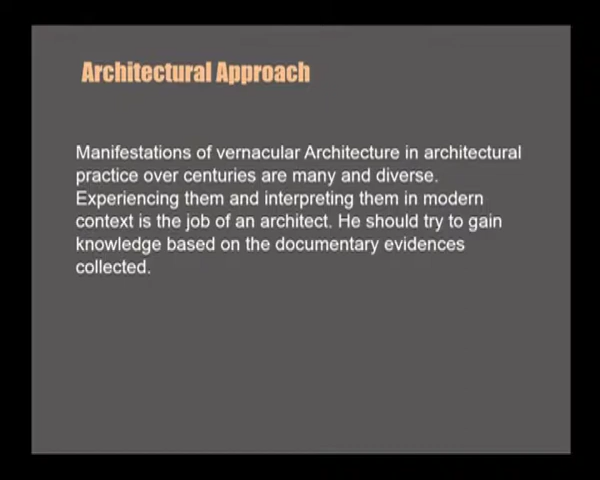 Architectural Approach
Manifestations of vernacular Architecture in architectural
practice over centuries are many and diverse.
Experiencing them and interpreting them in modern
context is the job of an architect. He should try to gain
knowledge based on the documentary evidences
collected.